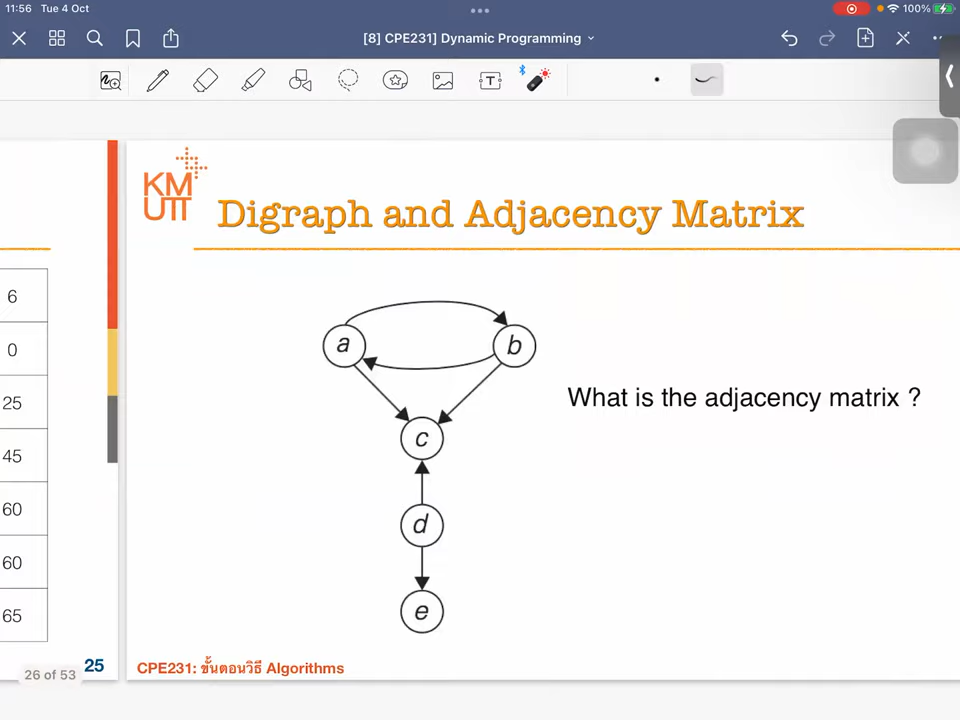 11:56 Tue 4 Oct
100%
[8] CPE231] Dynamic Programming
T
KM
UTT
Digraph and Adjacency Matrix
6
0
25
45
60
60
65
a
b
c
d
e
What is the adjacency matrix ?
26 of 53
25
CPE231: ขั้นตอนวิธี Algorithms